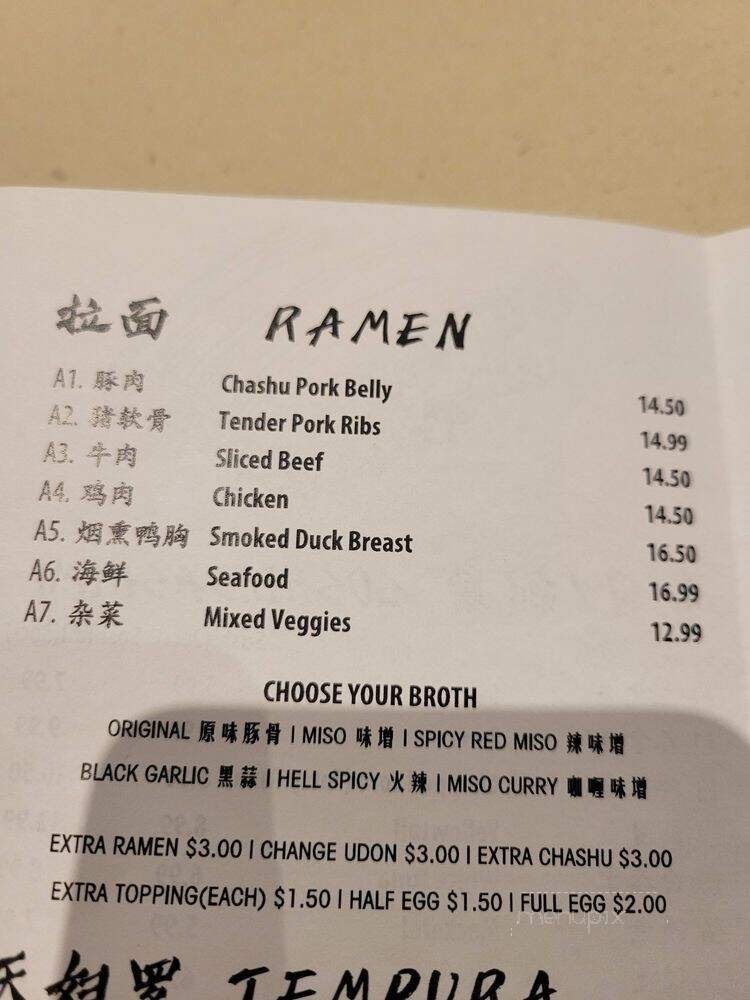 拉面 RAMEN
A1. 豚肉 Chashu Pork Belly 14.50
A2. 猪软骨 Tender Pork Ribs 14.99
A3. 牛肉 Sliced Beef 14.50
A4. 鸡肉 Chicken 14.50
A5. 烟熏鸭胸 Smoked Duck Breast 16.50
A6. 海鲜 Seafood 16.99
A7. 杂菜 Mixed Veggies 12.99
CHOOSE YOUR BROTH
ORIGINAL 原味豚骨 | MISO 味增 | SPICY RED MISO 辣味增
BLACK GARLIC 黑蒜 | HELL SPICY 火辣 | MISO CURRY 咖喱味增
EXTRA RAMEN $3.00 | CHANGE UDON $3.00 | EXTRA CHASHU $3.00
EXTRA TOPPING(EACH) $1.50 | HALF EGG $1.50 | FULL EGG $2.00
menupix
天妇罗 TEMPURA